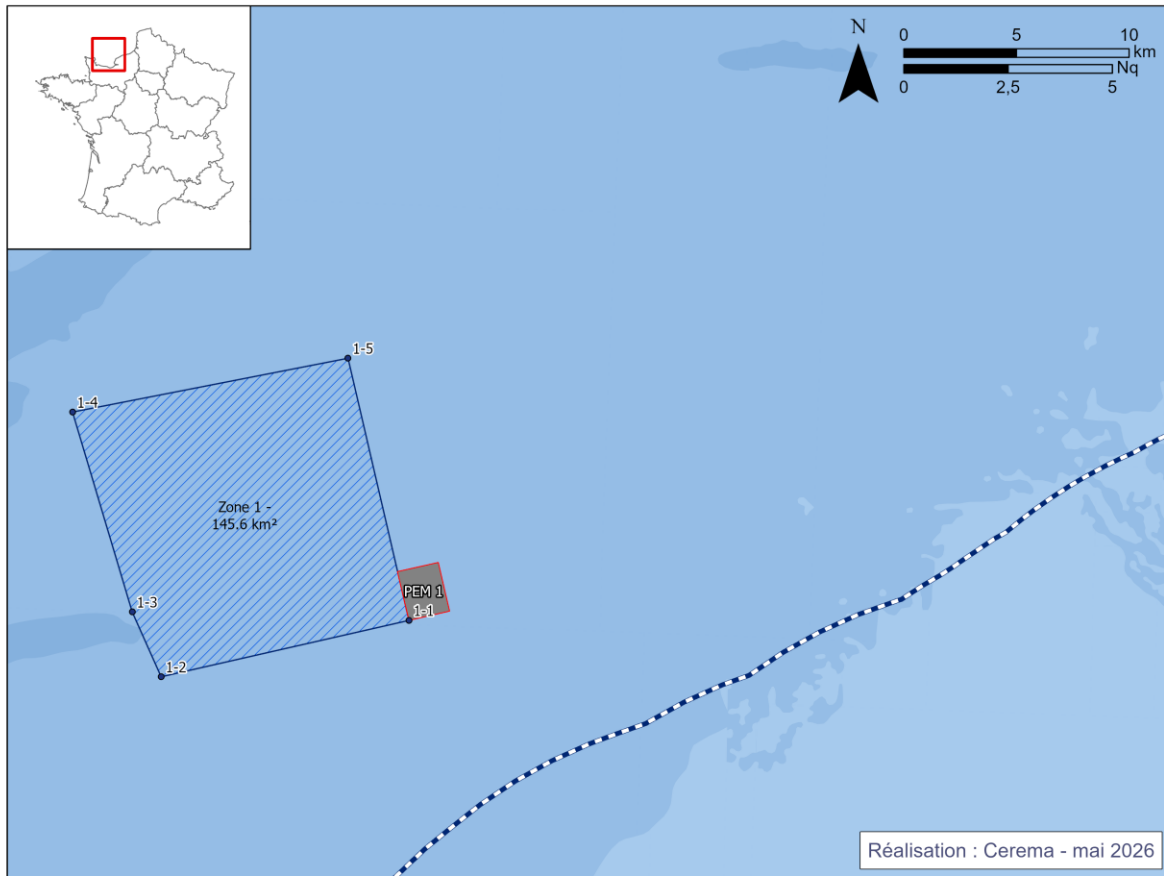 N
0 5 10
km
Nq
0 2,5 5
1-5
1-4
Zone 1 -
145.6 km²
PEM 1
1-3
1-1
1-2
Réalisation : Cerema - mai 2026